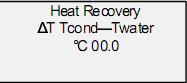 Heat Recovery
ΔT Tcond—Twater
°C 00.0